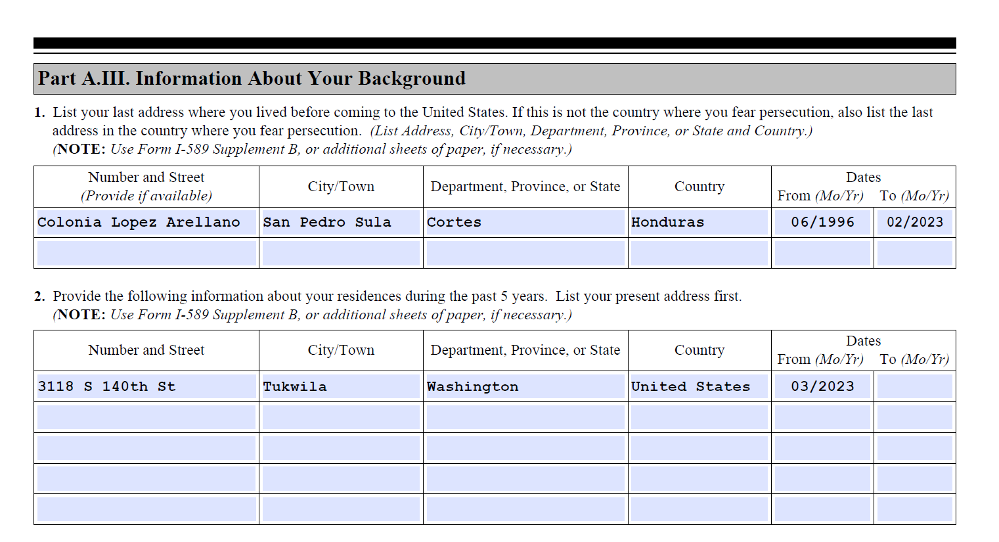 Part A.III. Information About Your Background
1. List your last address where you lived before coming to the United States. If this is not the country where you fear persecution, also list the last
address in the country where you fear persecution. (List Address, City/Town, Department, Province, or State and Country.)
(NOTE: Use Form I-589 Supplement B, or additional sheets of paper, if necessary.)
Number and Street
(Provide if available)
City/Town
Department, Province, or State
Country
Dates
From (Mo/Yr) To (Mo/Yr)
Colonia Lopez Arellano San Pedro Sula Cortes Honduras 06/1996 02/2023
2. Provide the following information about your residences during the past 5 years. List your present address first.
(NOTE: Use Form I-589 Supplement B, or additional sheets of paper, if necessary.)
Number and Street
City/Town
Department, Province, or State
Country
Dates
From (Mo/Yr) To (Mo/Yr)
3118 S 140th St Tukwila Washington United States 03/2023